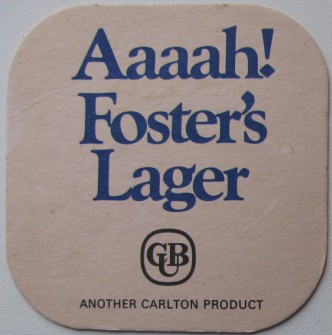 Aaaah!
Foster's
Lager
CUB
ANOTHER CARLTON PRODUCT